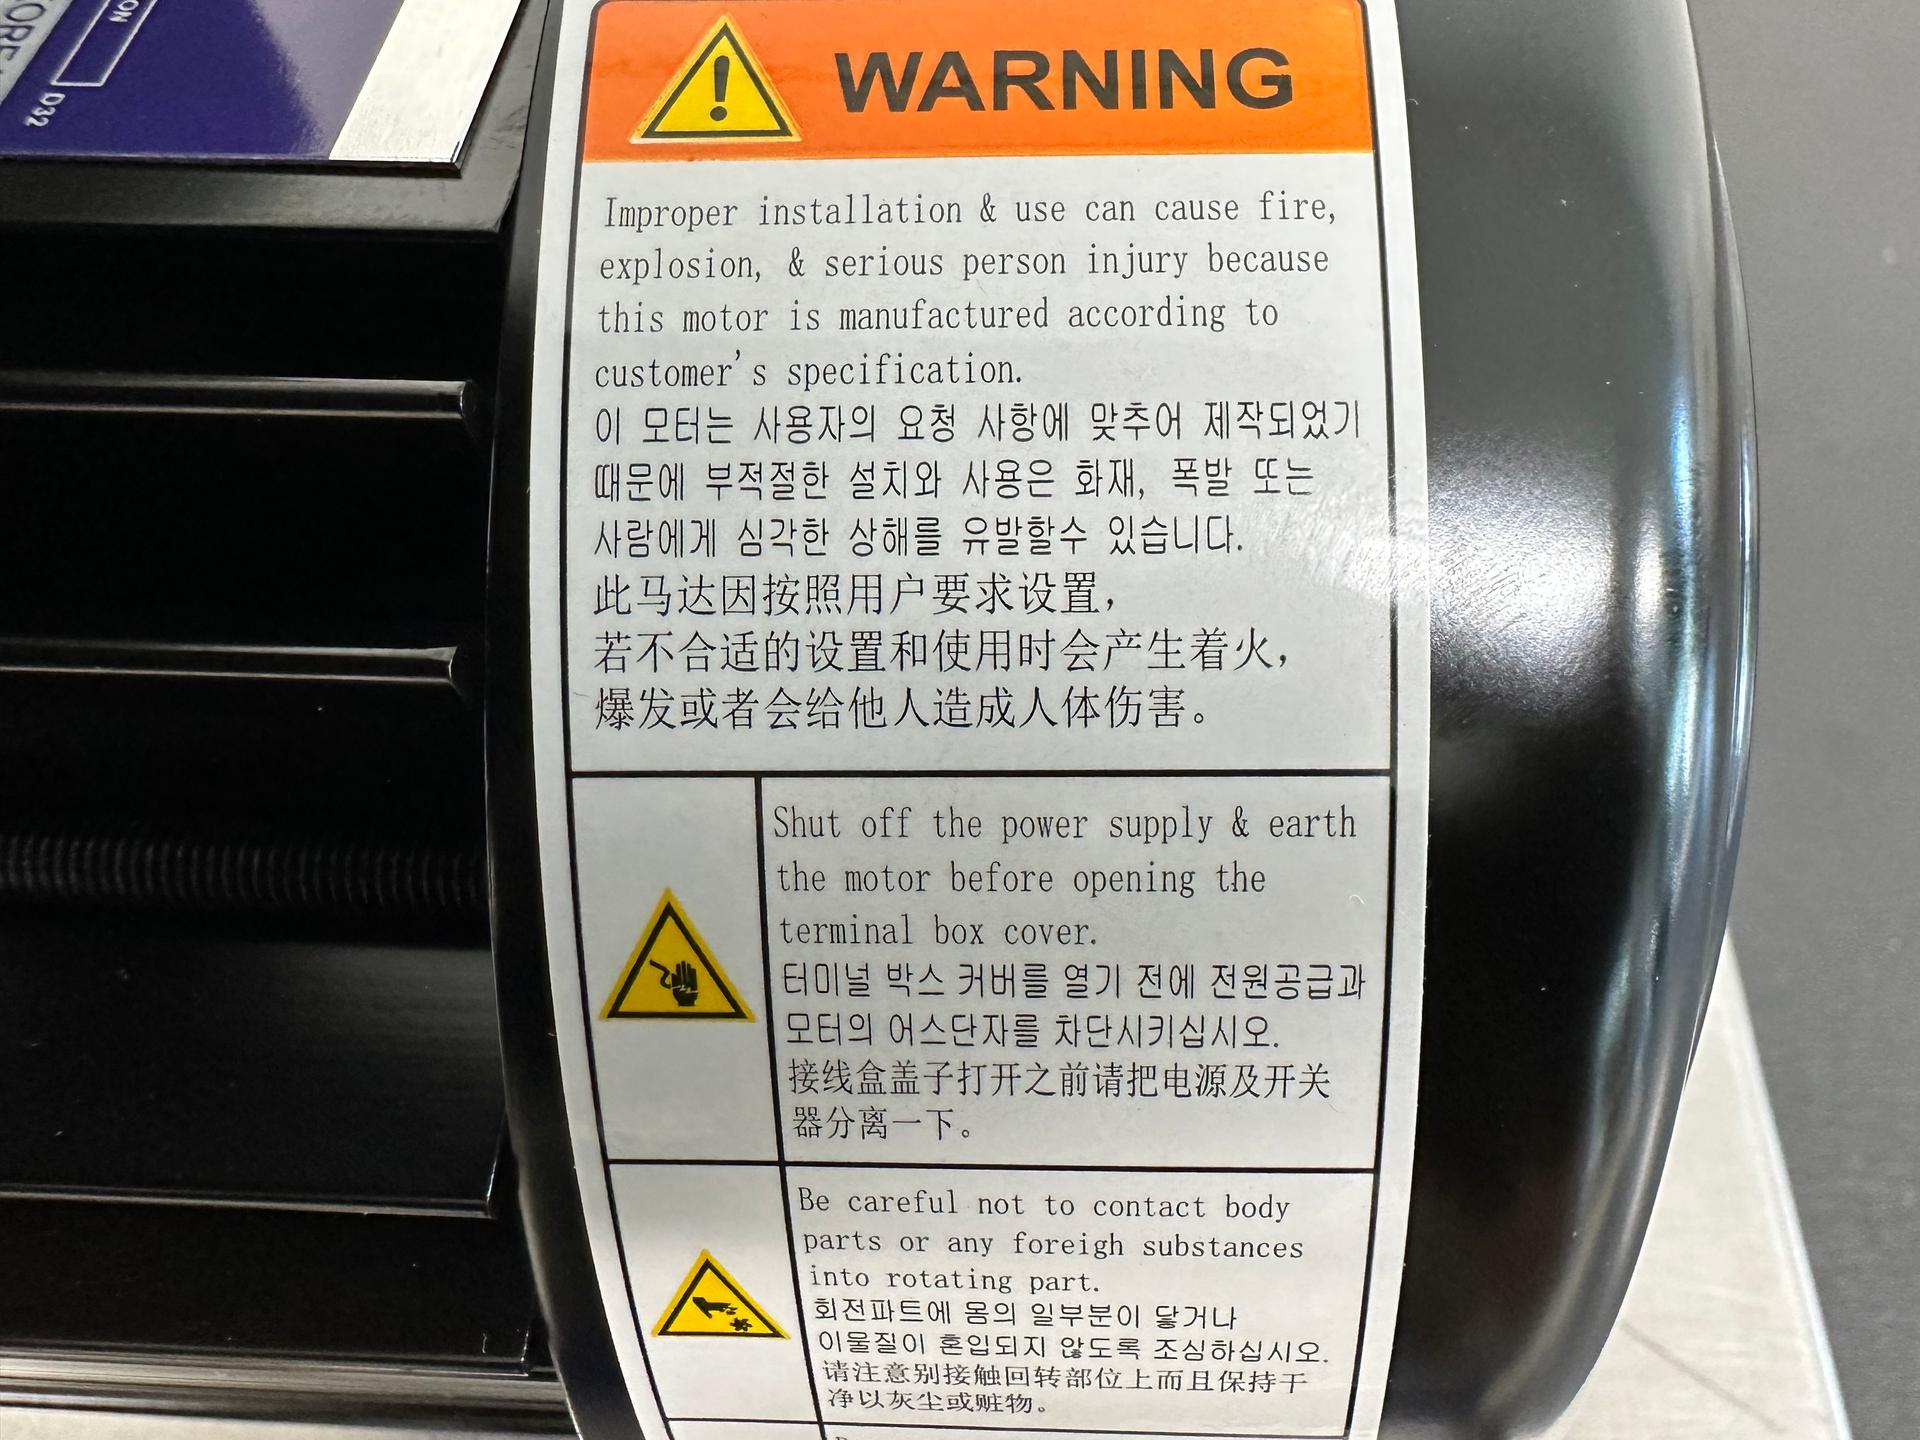 ON
D32
WARNING
Improper installation & use can cause fire,
explosion, & serious person injury because
this motor is manufactured according to
customer's specification.
이 모터는 사용자의 요청 사항에 맞추어 제작되었기
때문에 부적절한 설치와 사용은 화재, 폭발 또는
사람에게 심각한 상해를 유발할수 있습니다.
此马达因按照用户要求设置，
若不合适的设置和使用时会产生着火，
爆发或者会给他人造成人体伤害。
Shut off the power supply & earth
the motor before opening the
terminal box cover.
터미널 박스 커버를 열기 전에 전원공급과
모터의 어스단자를 차단시키십시오.
接线盒盖子打开之前请把电源及开关
器分离一下。
Be careful not to contact body
parts or any foreigh substances
into rotating part.
회전파트에 몸의 일부분이 닿거나
이물질이 혼입되지 않도록 조심하십시오.
请注意别接触回转部位上而且保持干
净以灰尘或赃物。